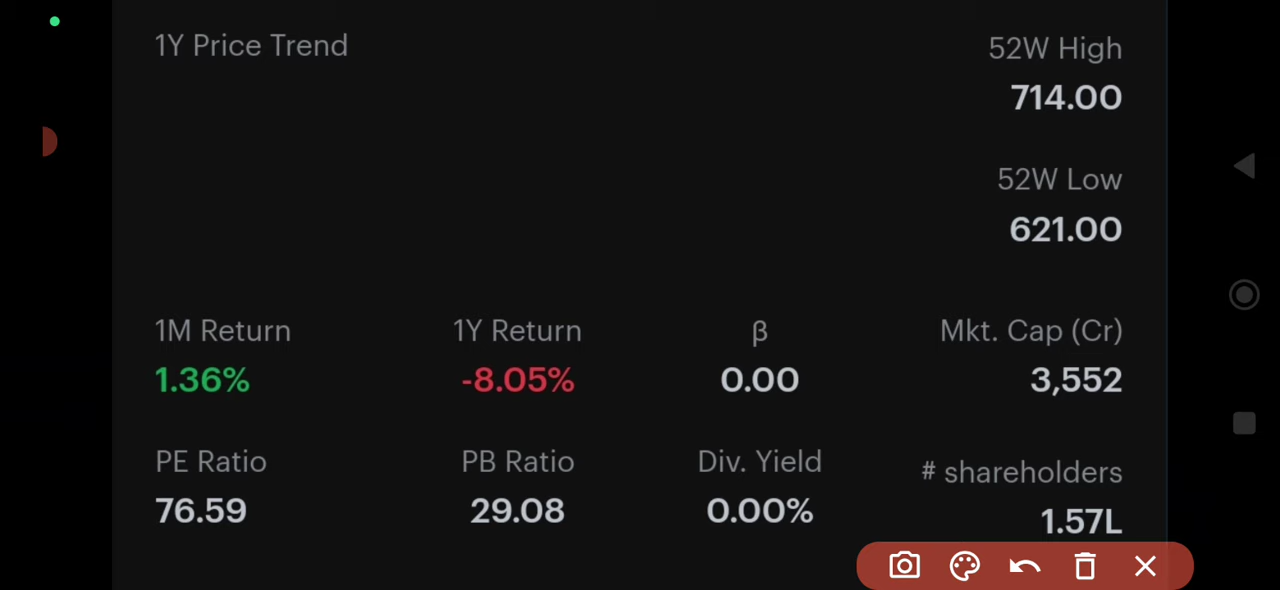 1Y Price Trend
52W High
714.00
52W Low
621.00
1M Return
1Y Return
β
Mkt. Cap (Cr)
1.36%
-8.05%
0.00
3,552
PE Ratio
PB Ratio
Div. Yield
# shareholders
76.59
29.08
0.00%
1.57L